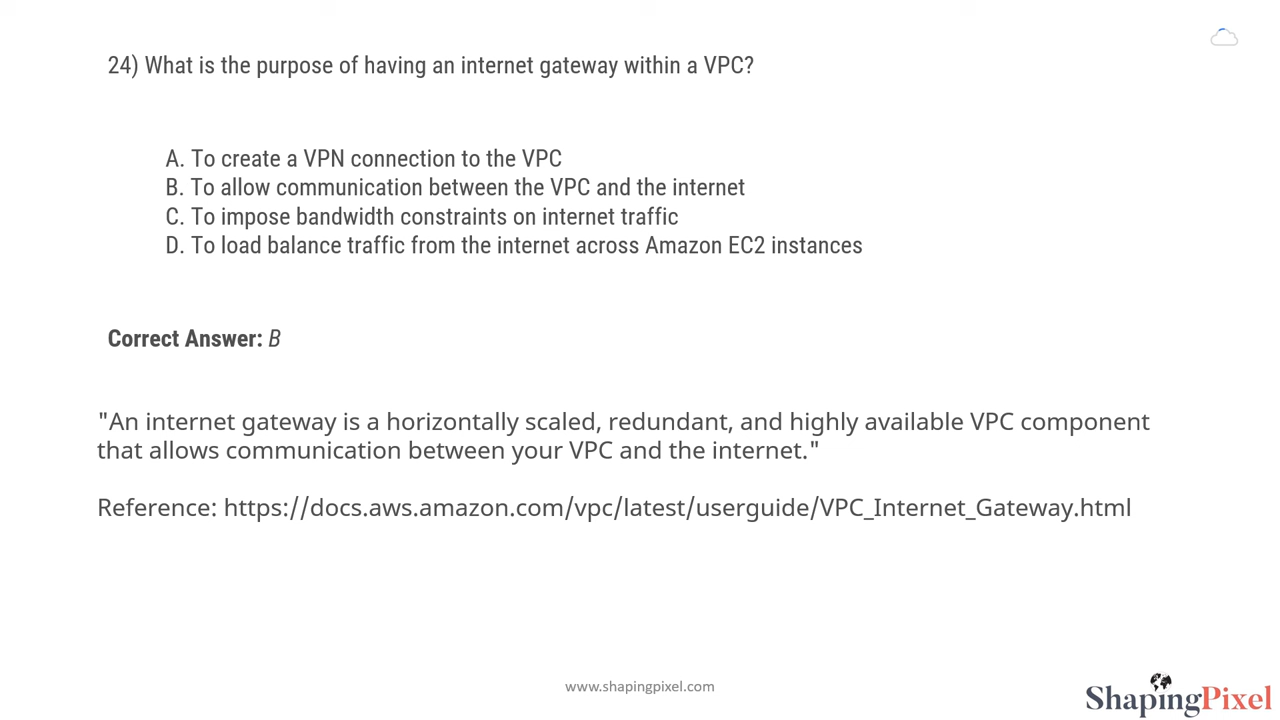 24) What is the purpose of having an internet gateway within a VPC?
A. To create a VPN connection to the VPC
B. To allow communication between the VPC and the internet
C. To impose bandwidth constraints on internet traffic
D. To load balance traffic from the internet across Amazon EC2 instances
Correct Answer: B
"An internet gateway is a horizontally scaled, redundant, and highly available VPC component
that allows communication between your VPC and the internet."
Reference: https://docs.aws.amazon.com/vpc/latest/userguide/VPC_Internet_Gateway.html
www.shapingpixel.com
ShapingPixel